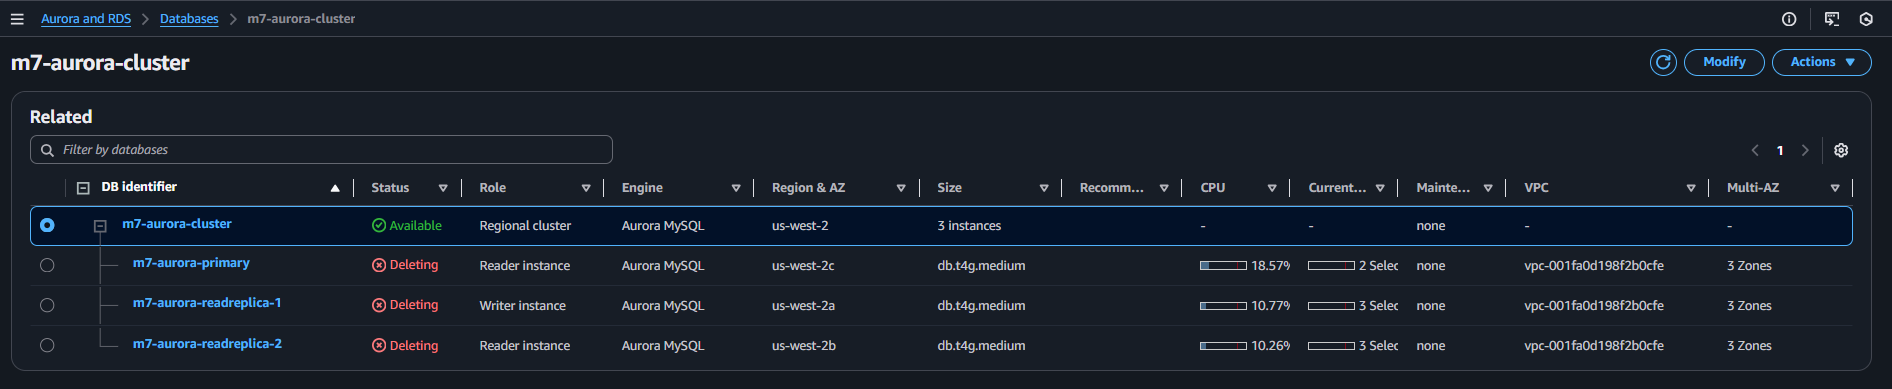 Aurora and RDS > Databases > m7-aurora-cluster
m7-aurora-cluster
Modify
Actions
Related
Filter by databases
1
DB identifier Status Role Engine Region & AZ Size Recomm... CPU Current... Mainte... VPC Multi-AZ
m7-aurora-cluster Available Regional cluster Aurora MySQL us-west-2 3 instances - - none - -
m7-aurora-primary Deleting Reader instance Aurora MySQL us-west-2c db.t4g.medium 18.57% 2 Selec none vpc-001fa0d198f2b0cfe 3 Zones
m7-aurora-readreplica-1 Deleting Writer instance Aurora MySQL us-west-2a db.t4g.medium 10.77% 3 Selec none vpc-001fa0d198f2b0cfe 3 Zones
m7-aurora-readreplica-2 Deleting Reader instance Aurora MySQL us-west-2b db.t4g.medium 10.26% 3 Selec none vpc-001fa0d198f2b0cfe 3 Zones